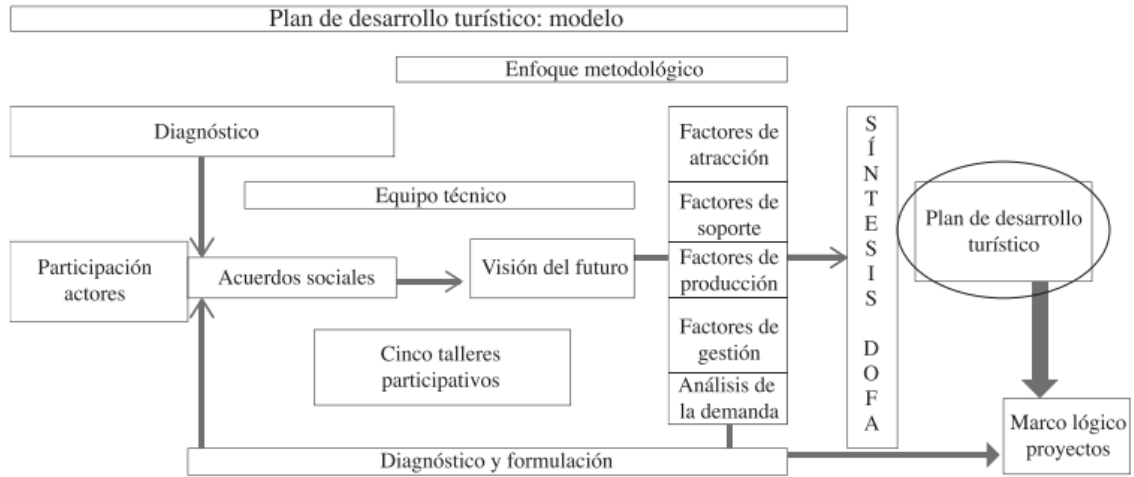 Plan de desarrollo turístico: modelo
Enfoque metodológico
Diagnóstico
Equipo técnico
Participación
actores
Acuerdos sociales
Visión del futuro
Cinco talleres
participativos
Factores de
atracción
Factores de
soporte
Factores de
producción
Factores de
gestión
Análisis de
la demanda
SÍNTESIS DOFA
Plan de desarrollo
turístico
Marco lógico
proyectos
Diagnóstico y formulación